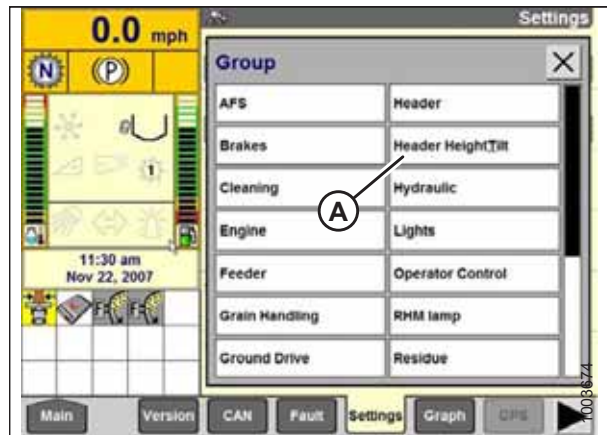 0.0 mph
Settings
N
(P)
Group
X
AFS
Header
Brakes
Header Height/Tilt
A
Cleaning
Hydraulic
1
Engine
Lights
11:30 am
Nov 22, 2007
Feeder
Operator Control
F
F
Grain Handling
RHM lamp
Ground Drive
Residue
Main
Version
CAN
Fault
Settings
Graph
GPS
1003674